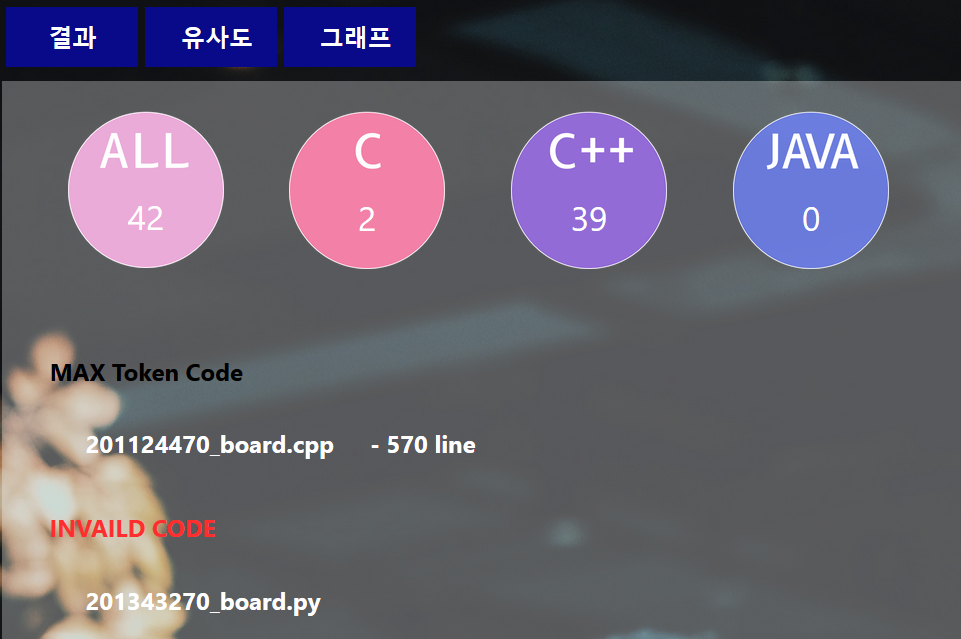 결과 유사도 그래프
ALL C C++ JAVA
42 2 39 0
MAX Token Code
201124470_board.cpp - 570 line
INVAILD CODE
201343270_board.py